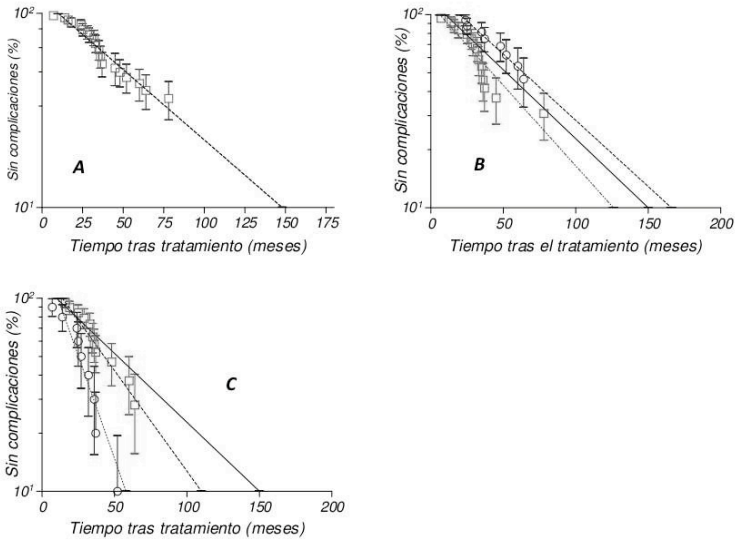 10²
10¹
Sin complicaciones (%)
A
0 25 50 75 100 125 150 175
Tiempo tras tratamiento (meses)
10²
10¹
Sin complicaciones (%)
B
0 50 100 150 200
Tiempo tras el tratamiento (meses)
10²
10¹
Sin complicaciones (%)
C
0 50 100 150 200
Tiempo tras tratamiento (meses)